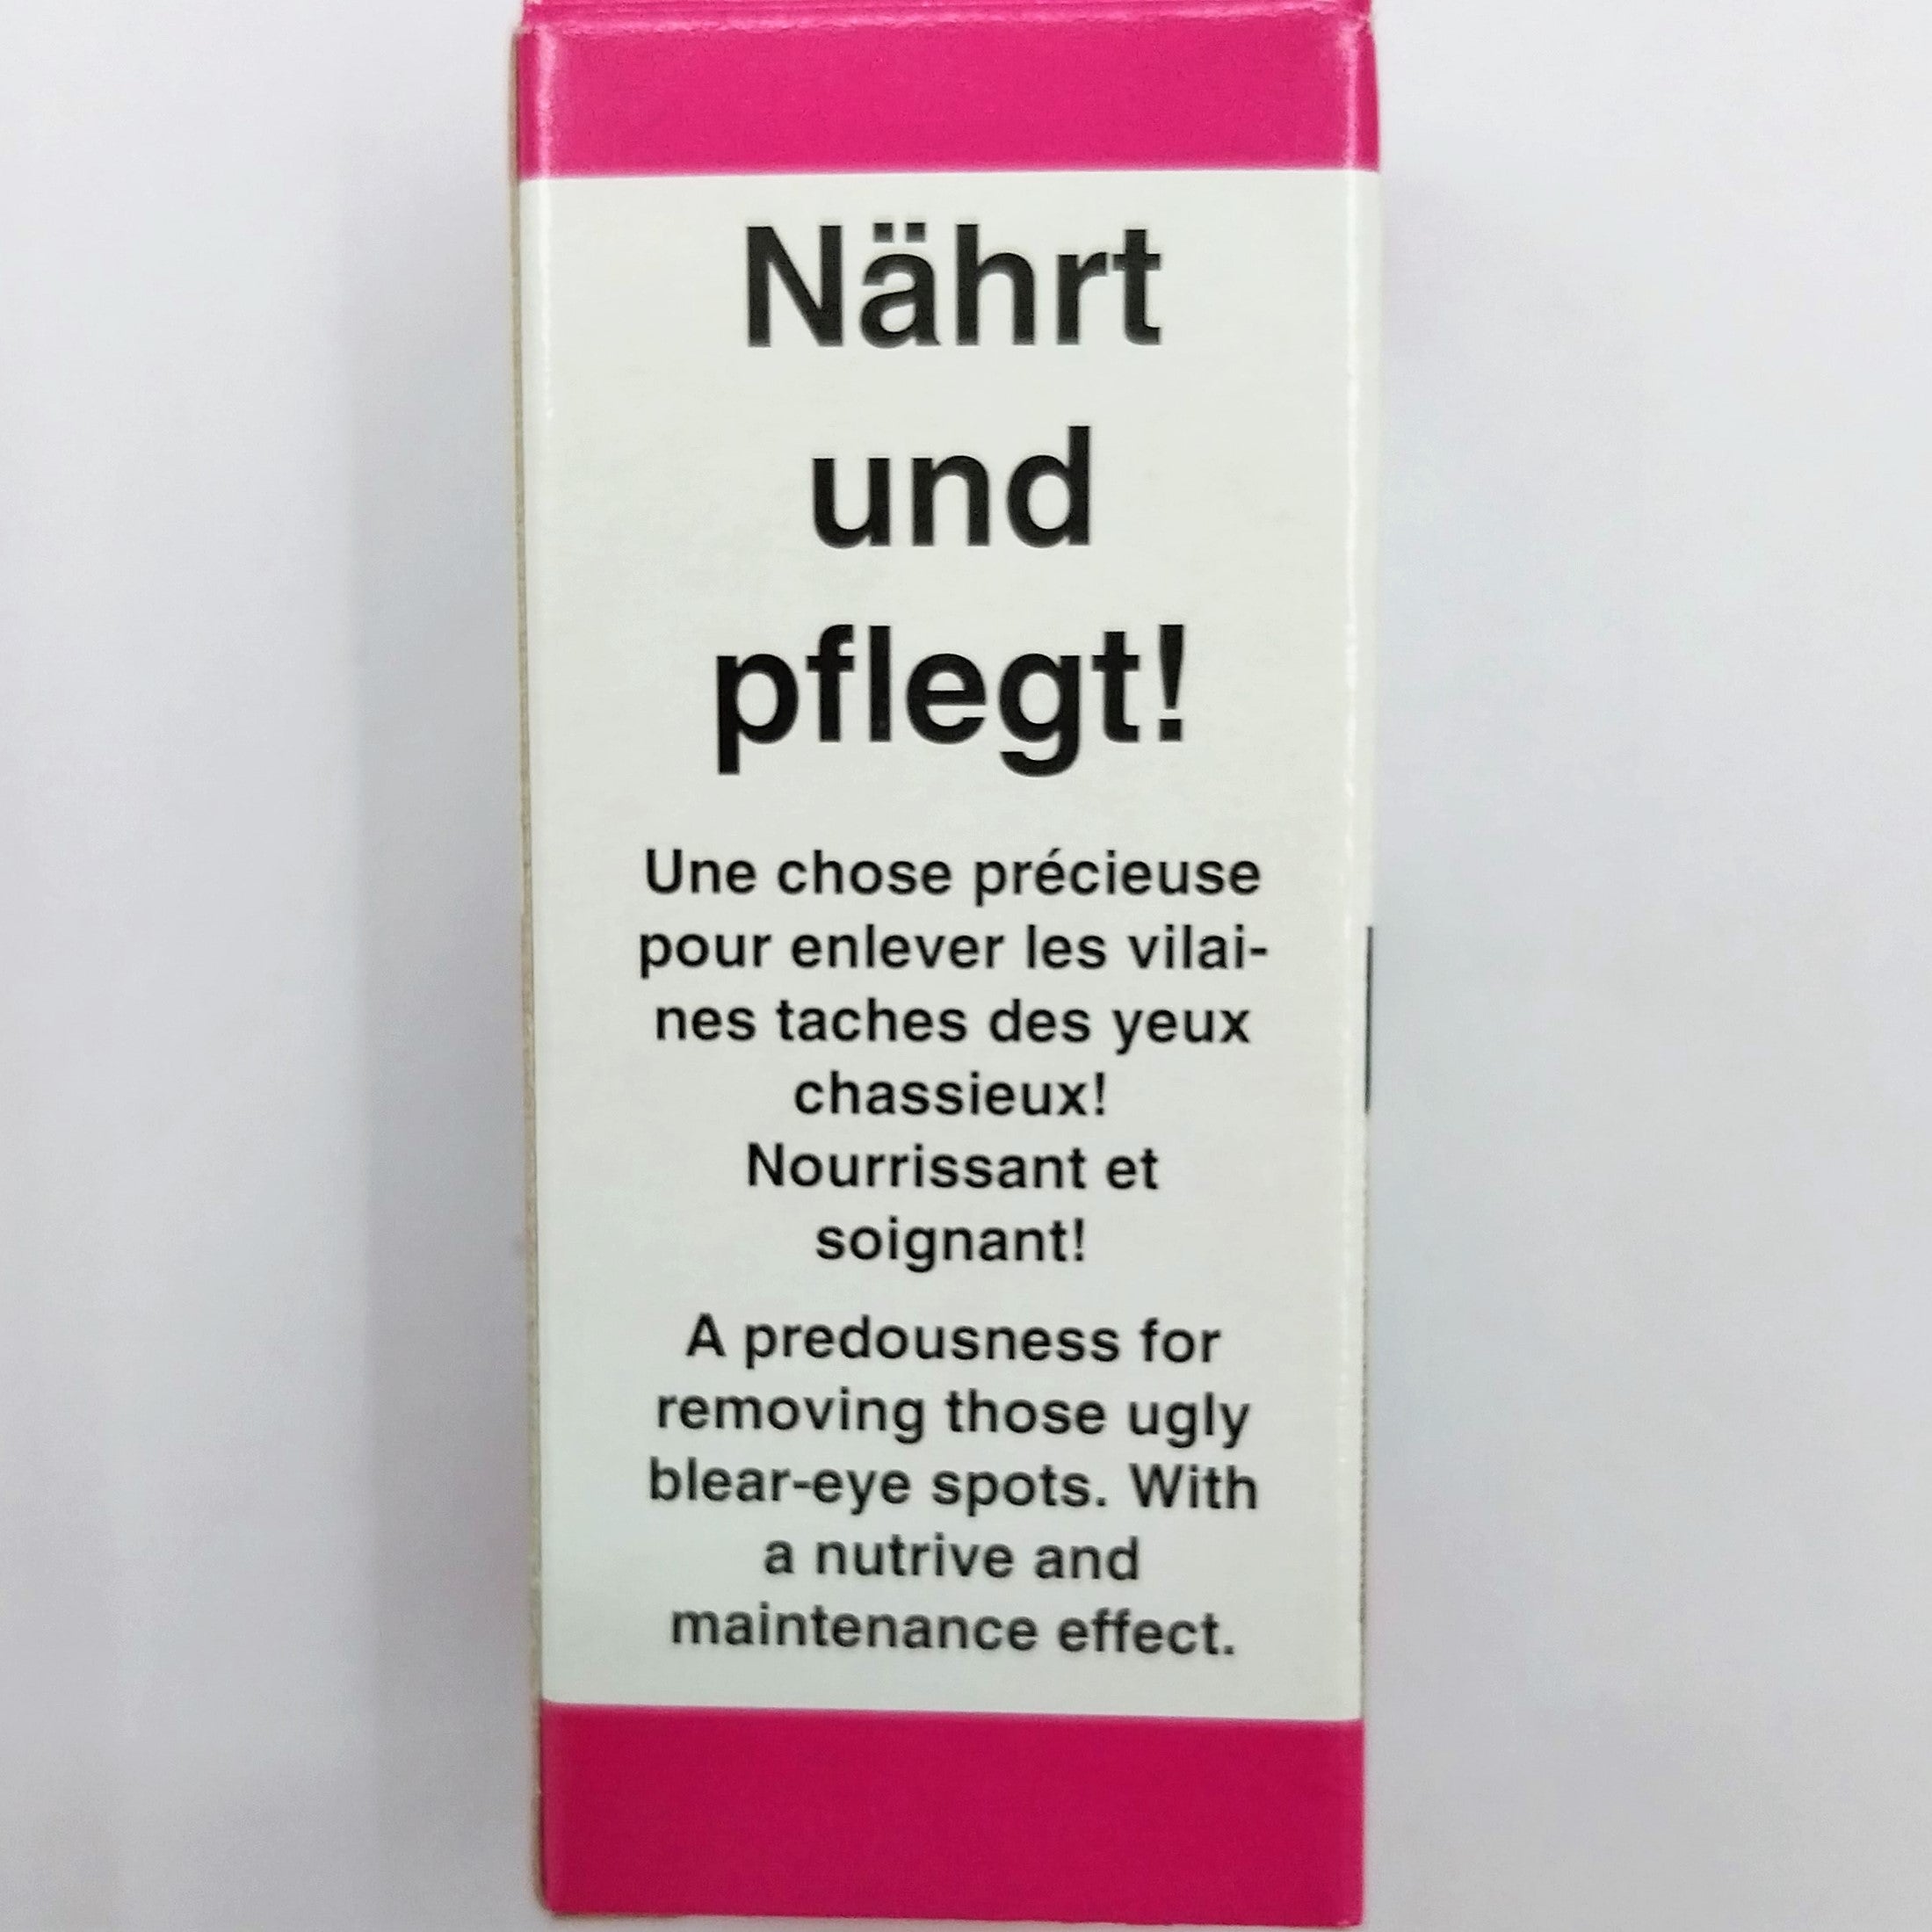 Nährt
und
pflegt!
Une chose précieuse
pour enlever les vilai-
nes taches des yeux
chassieux!
Nourrissant et
soignant!
A predousness for
removing those ugly
blear-eye spots. With
a nutrive and
maintenance effect.